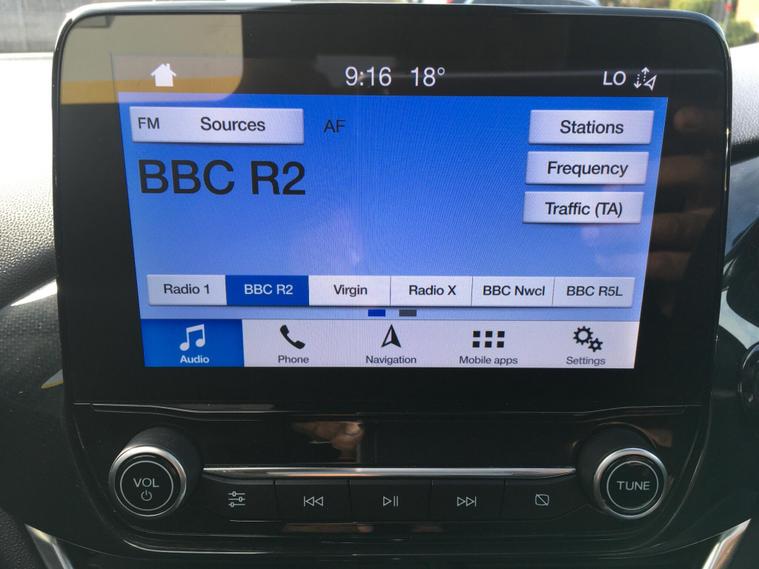 9:16 18° LO
FM Sources AF Stations
BBC R2
Frequency
Traffic (TA)
Radio 1 BBC R2 Virgin Radio X BBC Nwcl BBC R5L
Audio Phone Navigation Mobile apps Settings
VOL TUNE